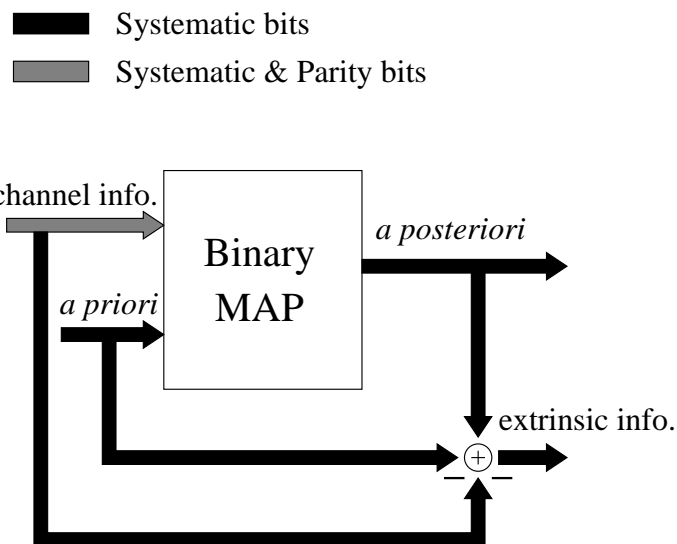 Systematic bits
Systematic & Parity bits
channel info.
a posteriori
Binary
MAP
a priori
extrinsic info.
+
− −